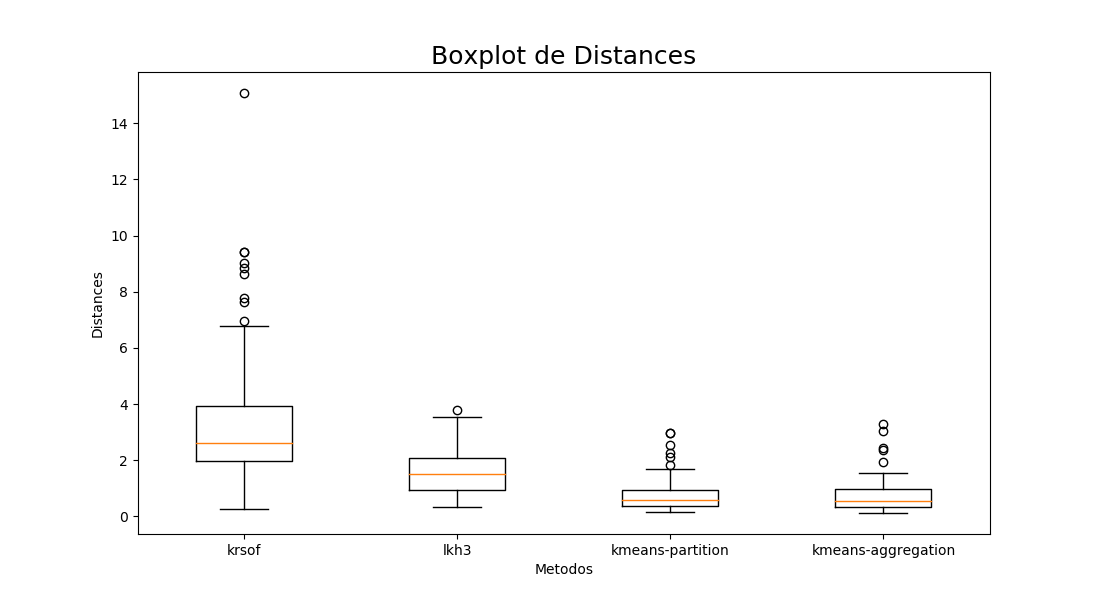 Boxplot de Distances
14
12
10
8
6
4
2
0
Distances
krsof lkh3 kmeans-partition kmeans-aggregation
Metodos